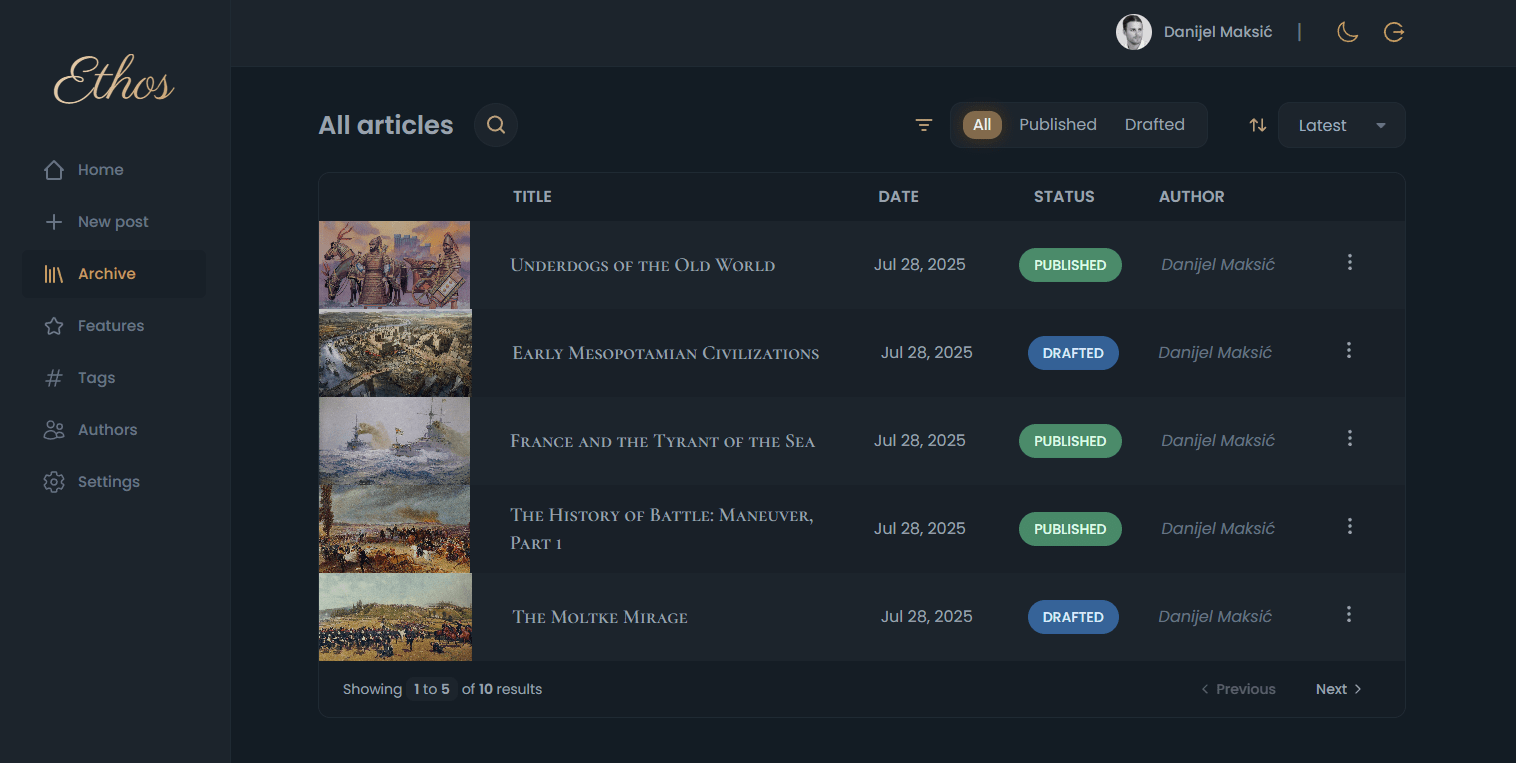 Ethos
Danijel Maksić |
Home
New post
Archive
Features
Tags
Authors
Settings
All articles
All Published Drafted
Latest
TITLE DATE STATUS AUTHOR
Underdogs of the Old World Jul 28, 2025 PUBLISHED Danijel Maksić
Early Mesopotamian Civilizations Jul 28, 2025 DRAFTED Danijel Maksić
France and the Tyrant of the Sea Jul 28, 2025 PUBLISHED Danijel Maksić
The History of Battle: Maneuver,
Part 1 Jul 28, 2025 PUBLISHED Danijel Maksić
The Moltke Mirage Jul 28, 2025 DRAFTED Danijel Maksić
Showing 1 to 5 of 10 results
< Previous Next >